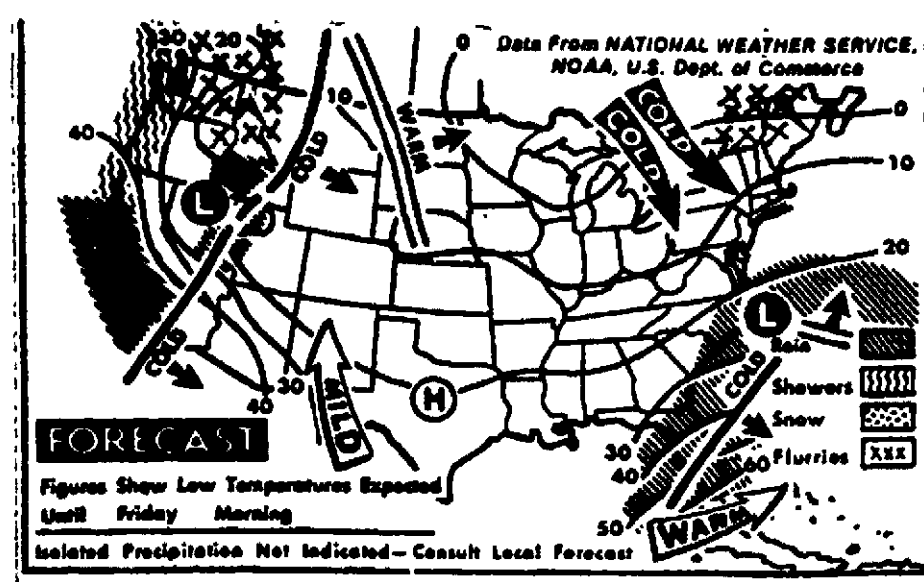 30 20
0 Data From NATIONAL WEATHER SERVICE,
NOAA, U.S. Dept. of Commerce
10
COLD
COLD
0
40
WARM
COLD
10
L
20
L
Rain
COLD
MILD
COLD
Showers
30
40
H
Snow
FORECAST
30
40
60 Flurries XXX
Figures Show Low Temperatures Expected
Until Friday Morning
50 WARM
Isolated Precipitation Not Indicated—Consult Local Forecast